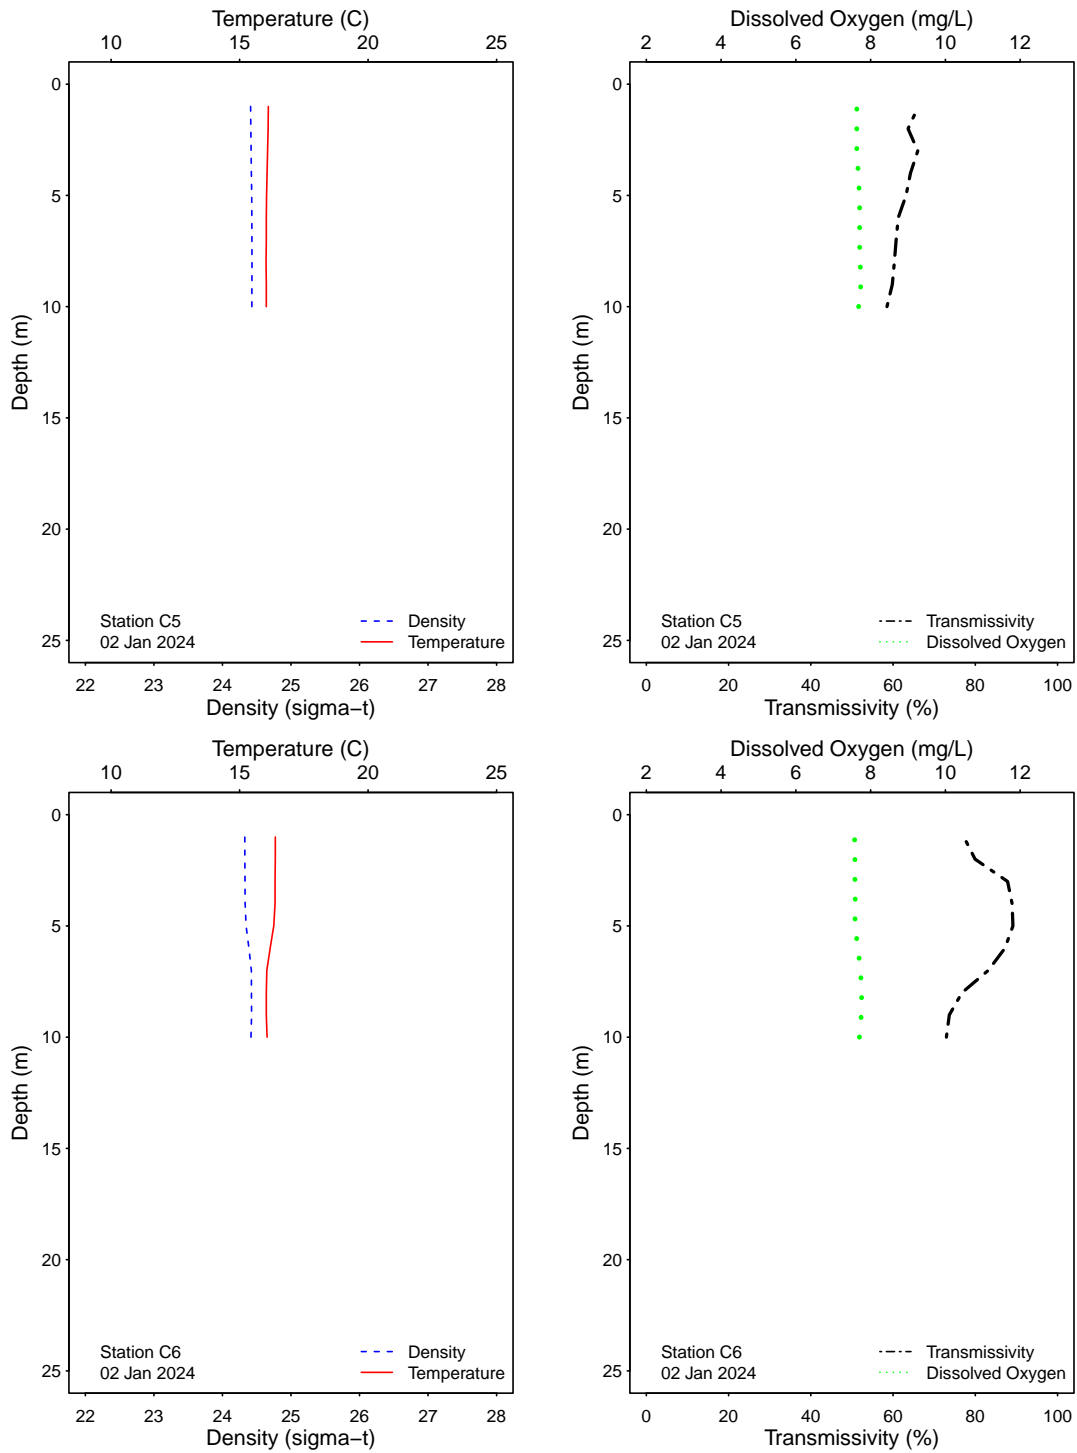 Temperature (C)
10 15 20 25
0
5
10
15
20
25
Depth (m)
Station C5
02 Jan 2024
Density
Temperature
22 23 24 25 26 27 28
Density (sigma−t)
Dissolved Oxygen (mg/L)
2 4 6 8 10 12
0
5
10
15
20
25
Depth (m)
Station C5
02 Jan 2024
Transmissivity
Dissolved Oxygen
0 20 40 60 80 100
Transmissivity (%)
Temperature (C)
10 15 20 25
0
5
10
15
20
25
Depth (m)
Station C6
02 Jan 2024
Density
Temperature
22 23 24 25 26 27 28
Density (sigma−t)
Dissolved Oxygen (mg/L)
2 4 6 8 10 12
0
5
10
15
20
25
Depth (m)
Station C6
02 Jan 2024
Transmissivity
Dissolved Oxygen
0 20 40 60 80 100
Transmissivity (%)